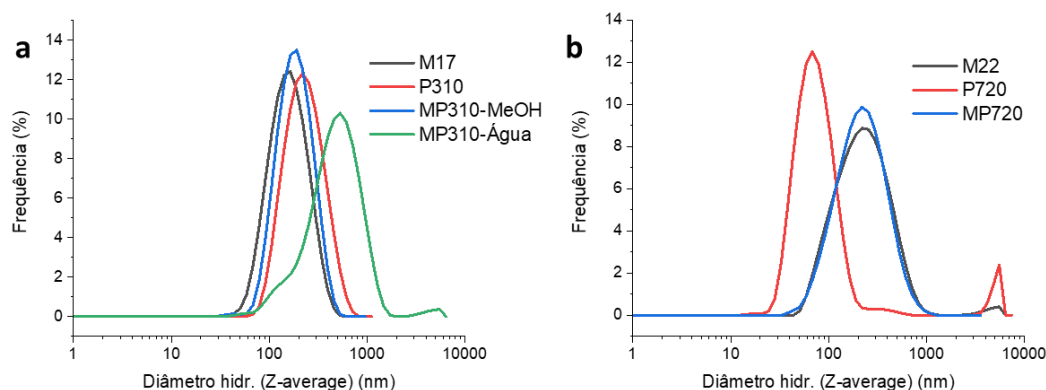 a
14
12
10
8
6
4
2
0
Frequência (%)
M17
P310
MP310-MeOH
MP310-Água
1 10 100 1000 10000
Diâmetro hidr. (Z-average) (nm)
b
14
12
10
8
6
4
2
0
Frequência (%)
M22
P720
MP720
1 10 100 1000 10000
Diâmetro hidr. (Z-average) (nm)